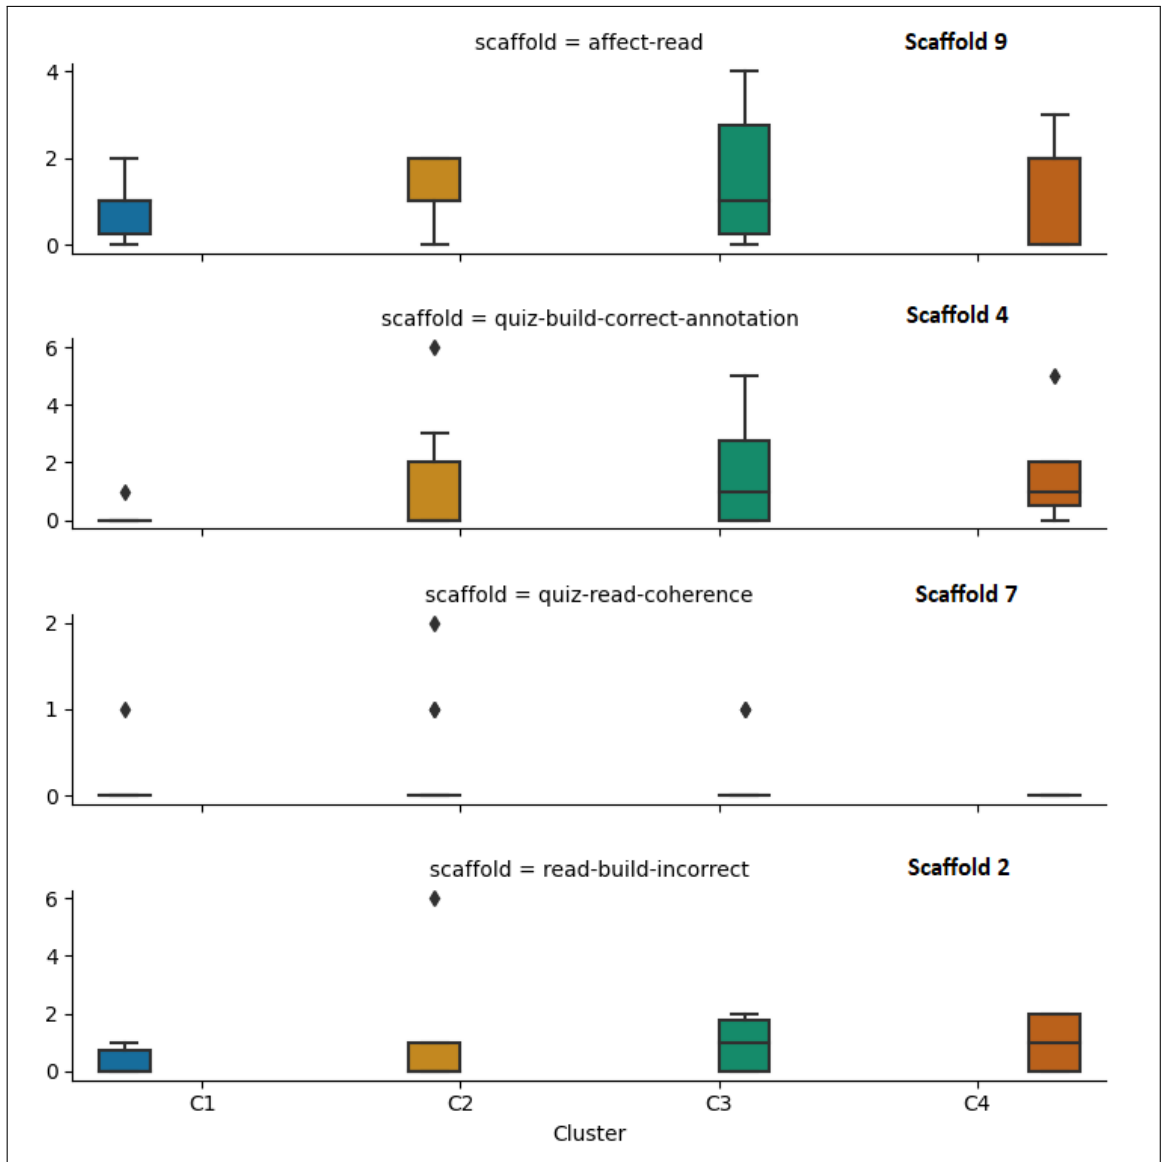 scaffold = affect-read Scaffold 9
4
2
0
scaffold = quiz-build-correct-annotation Scaffold 4
6
4
2
0
scaffold = quiz-read-coherence Scaffold 7
2
1
0
scaffold = read-build-incorrect Scaffold 2
6
4
2
0
C1 C2 C3 C4
Cluster